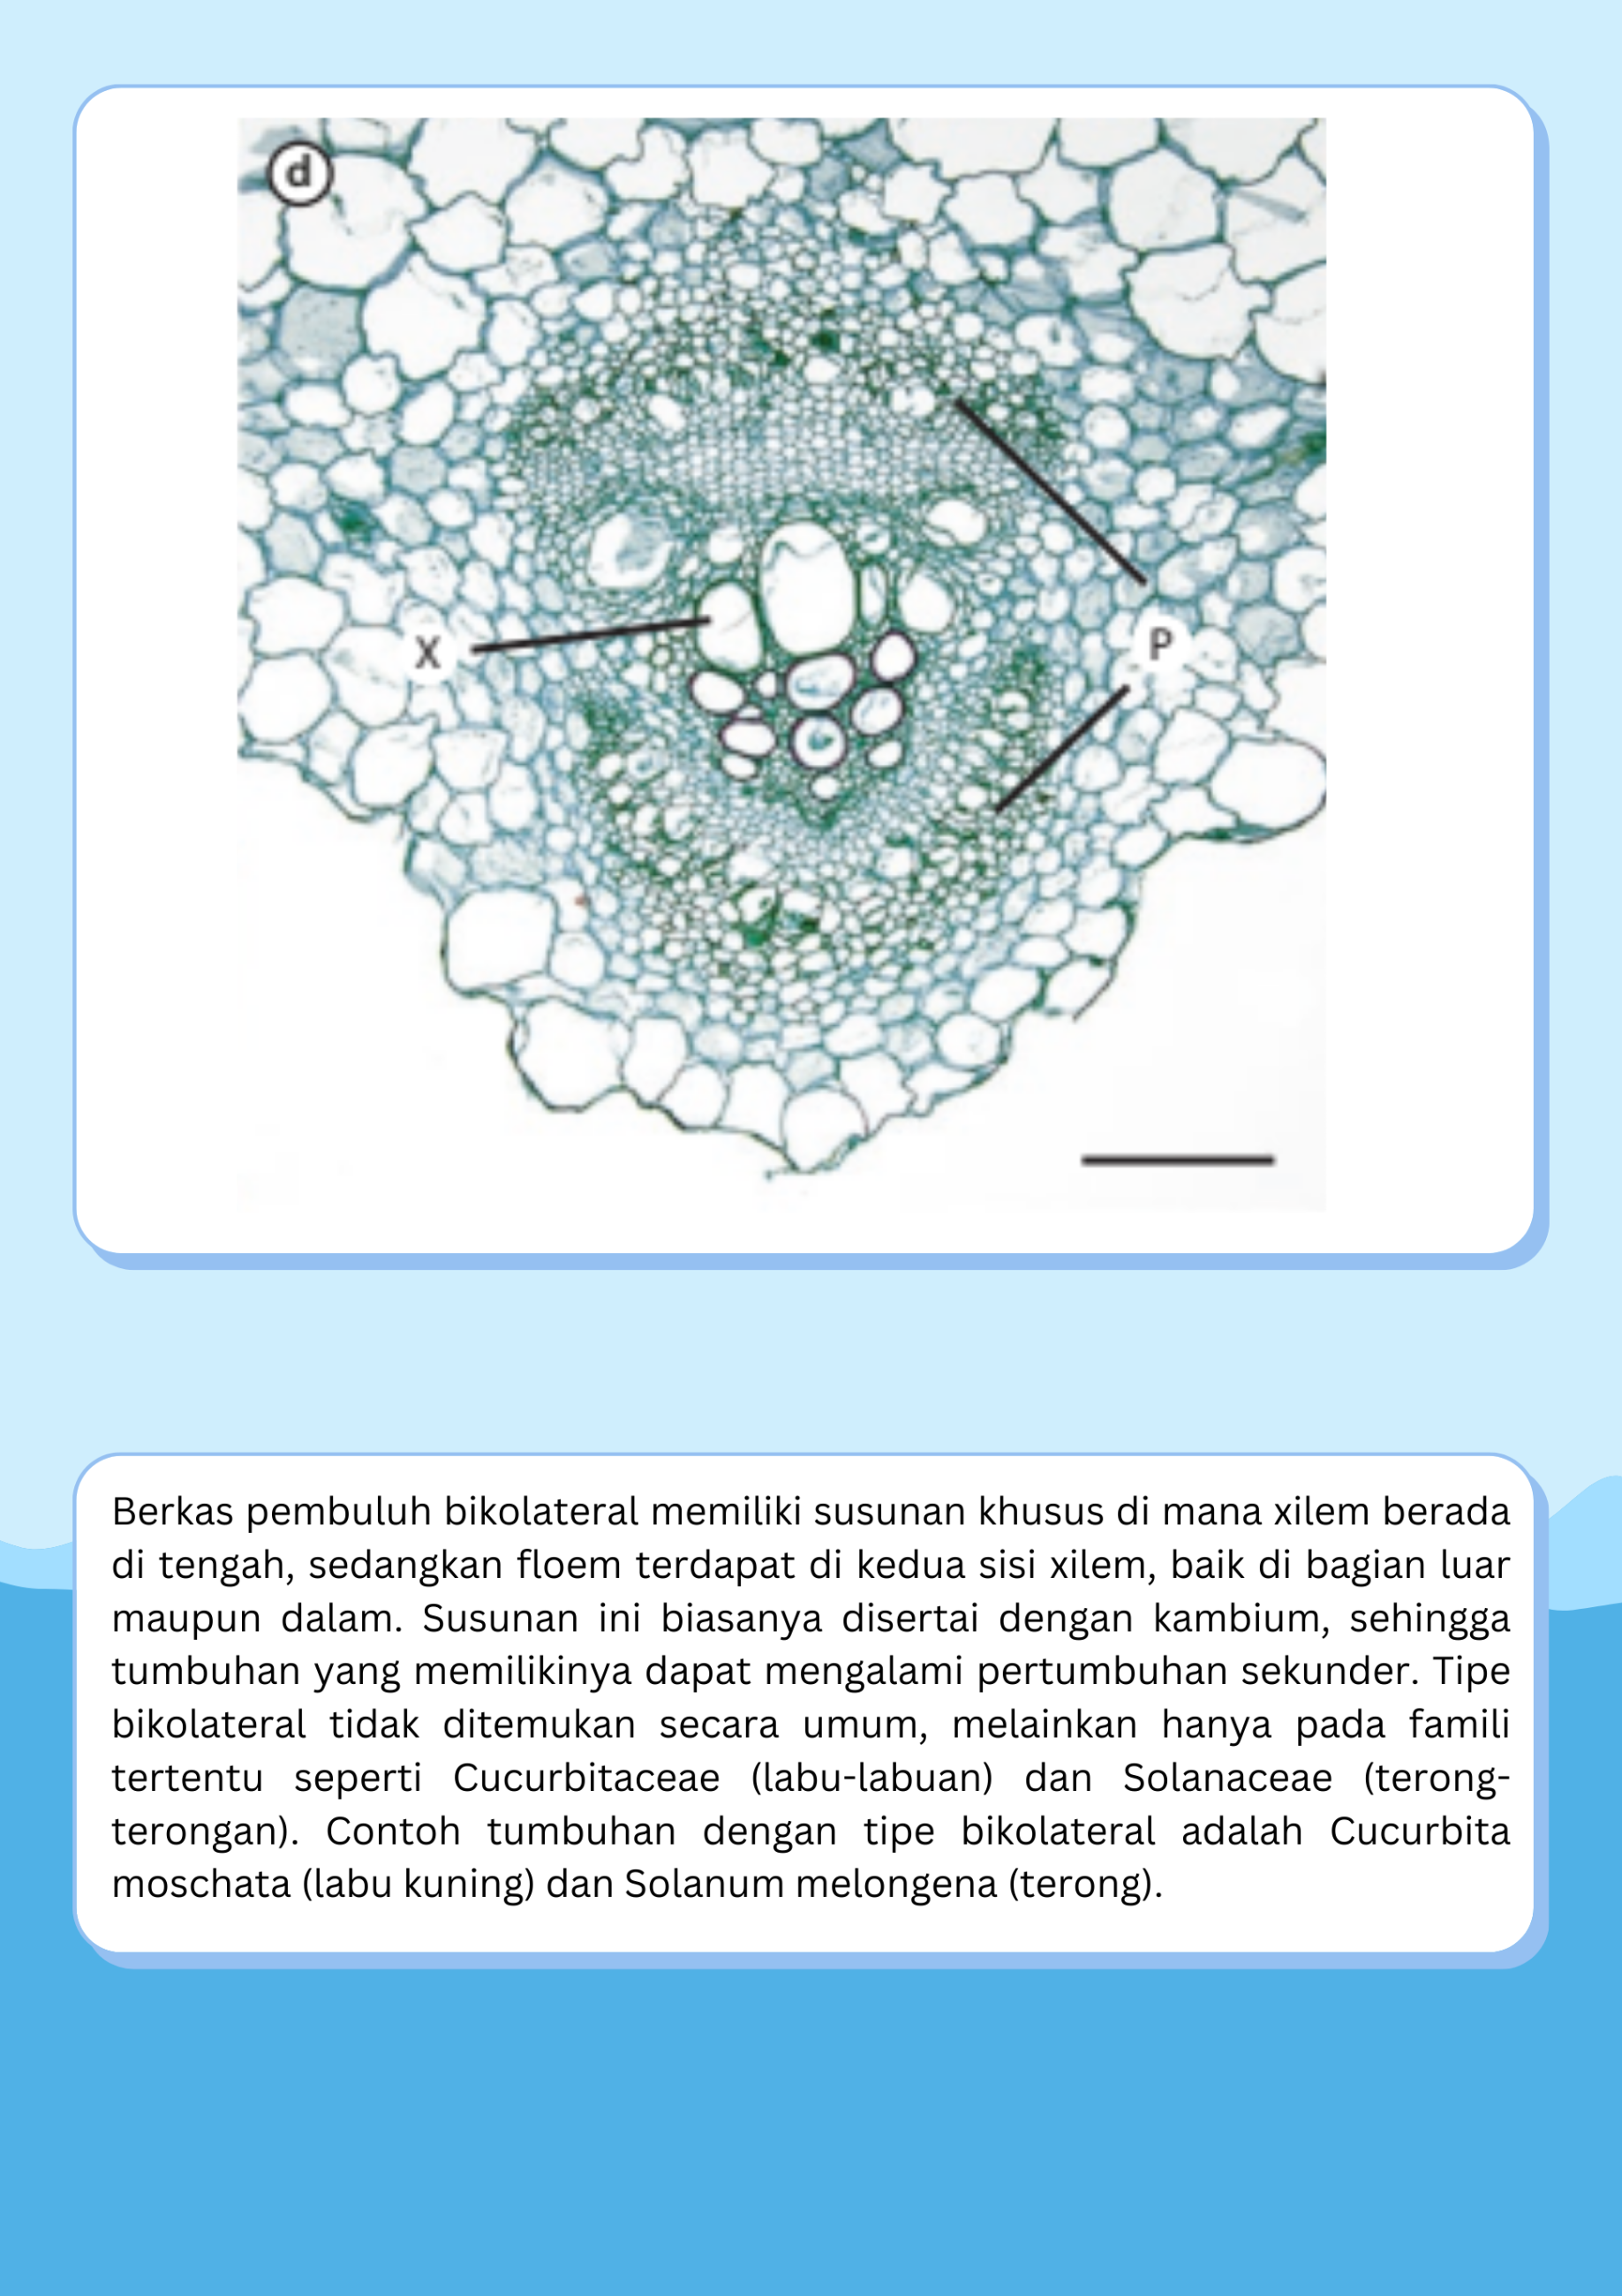 d
X
P
Berkas pembuluh bikolateral memiliki susunan khusus di mana xilem berada
di tengah, sedangkan floem terdapat di kedua sisi xilem, baik di bagian luar
maupun dalam. Susunan ini biasanya disertai dengan kambium, sehingga
tumbuhan yang memilikinya dapat mengalami pertumbuhan sekunder. Tipe
bikolateral tidak ditemukan secara umum, melainkan hanya pada famili
tertentu seperti Cucurbitaceae (labu-labuan) dan Solanaceae (terong-
terongan). Contoh tumbuhan dengan tipe bikolateral adalah Cucurbita
moschata (labu kuning) dan Solanum melongena (terong).